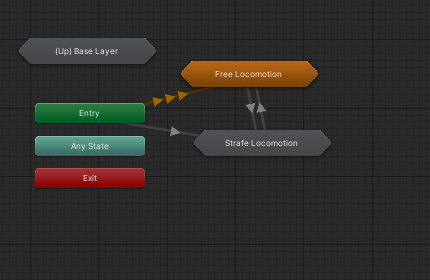 (Up) Base Layer
Free Locomotion
Entry
Any State
Strafe Locomotion
Exit